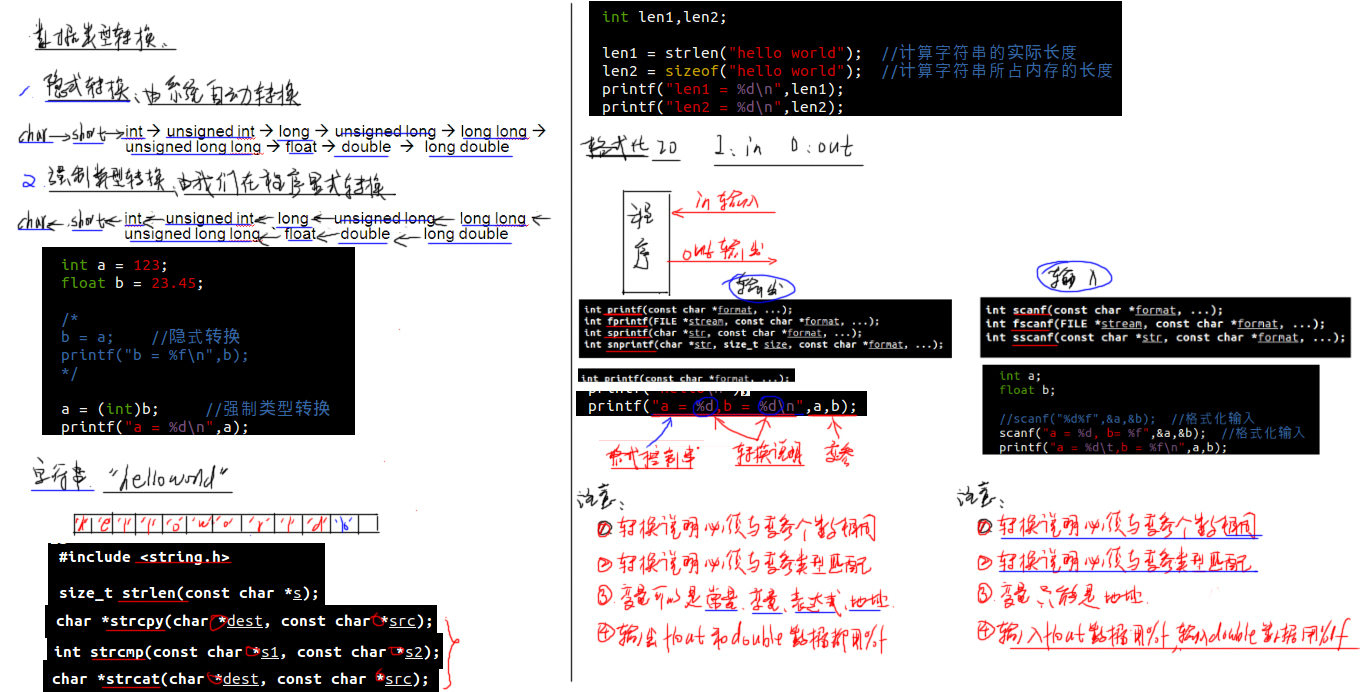 数据类型转换、
1. 隐式转换、由系统自动转换
char→short→int → unsigned int → long → unsigned long → long long →
unsigned long long → float → double → long double
2. 强制类型转换、由我们在程序显式转换
char← short← int← unsigned int← long← unsigned long← long long ←
unsigned long long← float← double ← long double
int a = 123;
float b = 23.45;
/*
b = a; //隐式转换
printf("b = %f\n",b);
*/
a = (int)b; //强制类型转换
printf("a = %d\n",a);
字符串 "helloworld"
'h' 'e' 'l' 'l' 'o' 'w' 'o' 'r' 'l' 'd' '\0'
#include <string.h>
size_t strlen(const char *s);
char *strcpy(char *dest, const char *src);
int strcmp(const char *s1, const char *s2);
char *strcat(char *dest, const char *src);
int len1,len2;
len1 = strlen("hello world"); //计算字符串的实际长度
len2 = sizeof("hello world"); //计算字符串所占内存的长度
printf("len1 = %d\n",len1);
printf("len2 = %d\n",len2);
格式化IO I:in O:out
程序
in 输入
out 输出
输出
int printf(const char *format, ...);
int fprintf(FILE *stream, const char *format, ...);
int sprintf(char *str, const char *format, ...);
int snprintf(char *str, size_t size, const char *format, ...);
int printf(const char *format, ...);
printf("a = %d,b = %d\n",a,b);
格式控制串 转换说明 变参
注意:
① 转换说明必须与变参个数相同
② 转换说明必须与变参类型匹配
③ 变量可以是常量、变量、表达式、地址.
④ 输出float和double数据都用%f
输入
int scanf(const char *format, ...);
int fscanf(FILE *stream, const char *format, ...);
int sscanf(const char *str, const char *format, ...);
int a;
float b;
//scanf("%d%f",&a,&b); //格式化输入
scanf("a = %d, b= %f",&a,&b); //格式化输入
printf("a = %d\t,b = %f\n",a,b);
注意:
① 转换说明必须与变参个数相同
② 转换说明必须与变参类型匹配
③ 变量只能是地址.
④ 输入float数据用%f,输入double数据用%lf